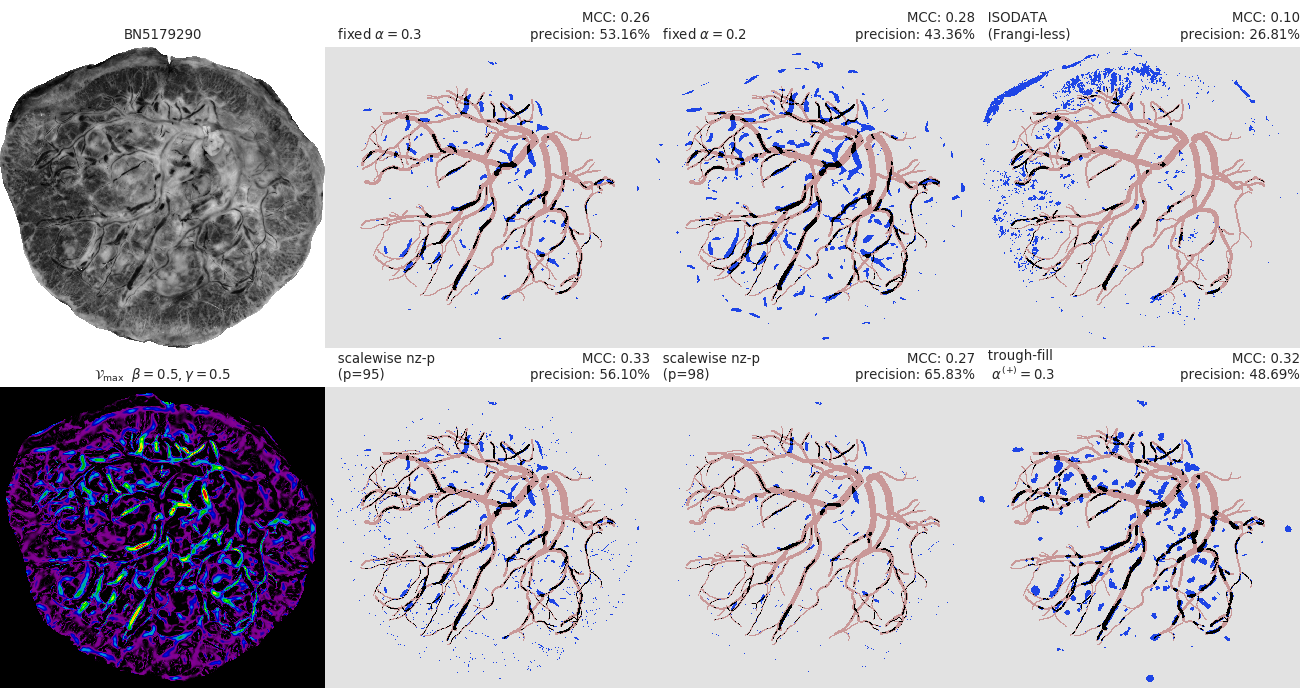 BN5179290
fixed α = 0.3
MCC: 0.26
precision: 53.16%
fixed α = 0.2
MCC: 0.28
precision: 43.36%
ISODATA
(Frangi-less)
MCC: 0.10
precision: 26.81%
𝒱max β = 0.5, γ = 0.5
scalewise nz-p
(p=95)
MCC: 0.33
precision: 56.10%
scalewise nz-p
(p=98)
MCC: 0.27
precision: 65.83%
trough-fill
α(+) = 0.3
MCC: 0.32
precision: 48.69%